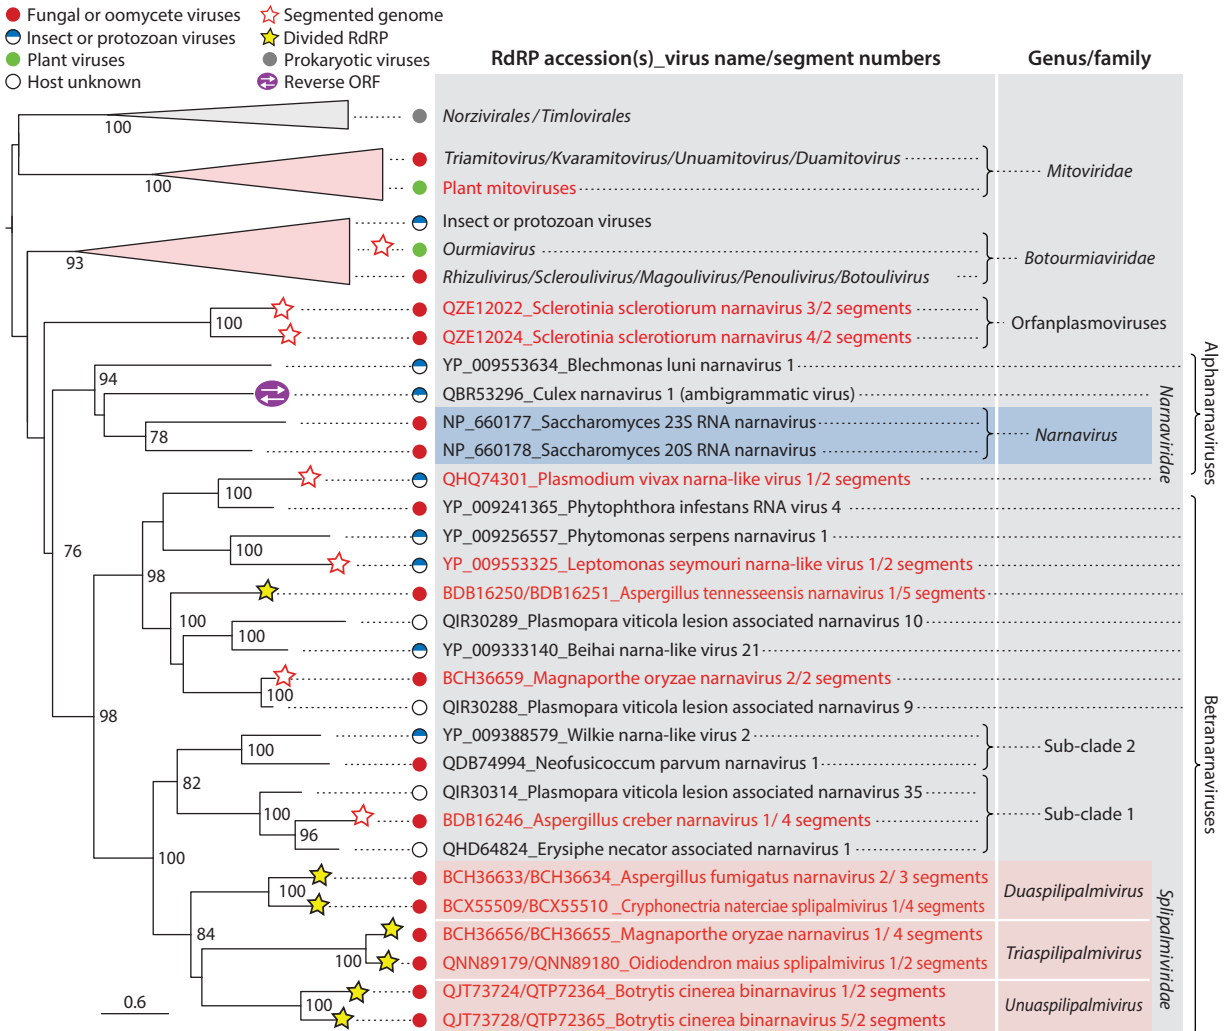 Fungal or oomycete viruses
Insect or protozoan viruses
Plant viruses
Host unknown
Segmented genome
Divided RdRP
Prokaryotic viruses
Reverse ORF
RdRP accession(s)_virus name/segment numbers
Genus/family
100
Norzivirales/Timlovirales
100
Triamitovirus/Kvaramitovirus/Unuamitovirus/Duamitovirus
Plant mitoviruses
Mitoviridae
93
Insect or protozoan viruses
Ourmiavirus
Rhizulivirus/Scleroulivirus/Magoulivirus/Penoulivirus/Botoulivirus
Botourmiaviridae
100
QZE12022_Sclerotinia sclerotiorum narnavirus 3/2 segments
QZE12024_Sclerotinia sclerotiorum narnavirus 4/2 segments
Orfanplasmoviruses
94
YP_009553634_Blechmonas luni narnavirus 1
QBR53296_Culex narnavirus 1 (ambigrammatic virus)
78
NP_660177_Saccharomyces 23S RNA narnavirus
NP_660178_Saccharomyces 20S RNA narnavirus
Narnavirus
Narnaviridae
Alphanarnaviruses
76
100
QHQ74301_Plasmodium vivax narna-like virus 1/2 segments
YP_009241365_Phytophthora infestans RNA virus 4
98
100
YP_009256557_Phytomonas serpens narnavirus 1
YP_009553325_Leptomonas seymouri narna-like virus 1/2 segments
100
BDB16250/BDB16251_Aspergillus tennesseensis narnavirus 1/5 segments
100
QIR30289_Plasmopara viticola lesion associated narnavirus 10
YP_009333140_Beihai narna-like virus 21
100
BCH36659_Magnaporthe oryzae narnavirus 2/2 segments
QIR30288_Plasmopara viticola lesion associated narnavirus 9
98
100
YP_009388579_Wilkie narna-like virus 2
QDB74994_Neofusicoccum parvum narnavirus 1
Sub-clade 2
82
100
96
QIR30314_Plasmopara viticola lesion associated narnavirus 35
BDB16246_Aspergillus creber narnavirus 1/ 4 segments
QHD64824_Erysiphe necator associated narnavirus 1
Sub-clade 1
Betranarnaviruses
100
100
BCH36633/BCH36634_Aspergillus fumigatus narnavirus 2/ 3 segments
BCX55509/BCX55510 _Cryphonectria naterciae splipalmivirus 1/4 segments
Duaspilipalmivirus
84
100
BCH36656/BCH36655_Magnaporthe oryzae narnavirus 1/ 4 segments
QNN89179/QNN89180_Oidiodendron maius splipalmivirus 1/2 segments
Triaspilipalmivirus
100
QJT73724/QTP72364_Botrytis cinerea binarnavirus 1/2 segments
QJT73728/QTP72365_Botrytis cinerea binarnavirus 5/2 segments
Unuaspilipalmivirus
Splipalmiviridae
0.6